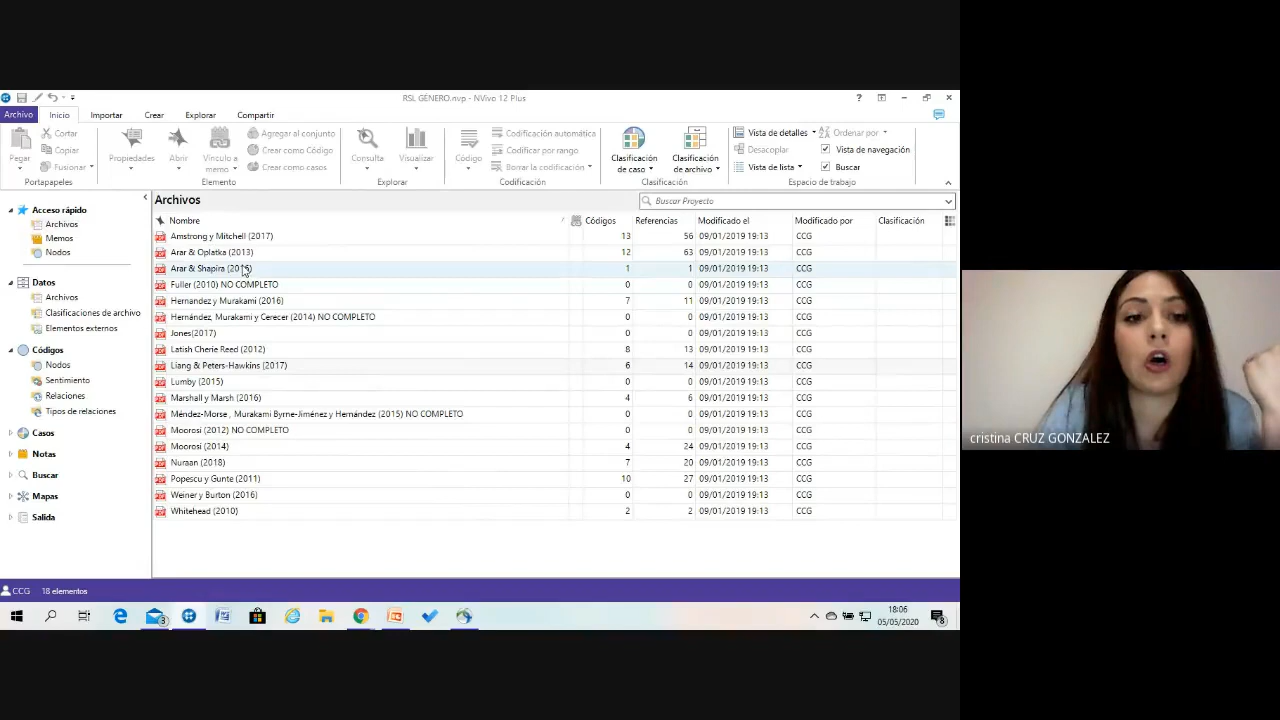 RSL GÉNERO.nvp - NVivo 12 Plus
Archivo Inicio Importar Crear Explorar Compartir
Pegar Cortar Copiar Fusionar Propiedades Abrir Vínculo a memo Agregar al conjunto Crear como Código Crear como casos Consulta Visualizar Código Codificación automática Codificar por rango Borrar la codificación Clasificación de caso Clasificación de archivo Vista de detalles Desacoplar Vista de lista Ordenar por Vista de navegación Buscar
Portapapeles Elemento Explorar Codificación Clasificación Espacio de trabajo
Acceso rápido
Archivos
Memos
Nodos
Datos
Archivos
Clasificaciones de archivo
Elementos externos
Códigos
Nodos
Sentimiento
Relaciones
Tipos de relaciones
Casos
Notas
Buscar
Mapas
Salida
Archivos Buscar Proyecto
Nombre Códigos Referencias Modificado el Modificado por Clasificación
Amstrong y Mitchell (2017) 13 56 09/01/2019 19:13 CCG
Arar & Oplatka (2013) 12 63 09/01/2019 19:13 CCG
Arar & Shapira 1 1 09/01/2019 19:13 CCG
Fuller (2010) NO COMPLETO 0 0 09/01/2019 19:13 CCG
Hernandez y Murakami (2016) 7 11 09/01/2019 19:13 CCG
Hernández, Murakami y Cerecer (2014) NO COMPLETO 0 0 09/01/2019 19:13 CCG
Jones(2017) 0 0 09/01/2019 19:13 CCG
Latish Cherie Reed (2012) 8 13 09/01/2019 19:13 CCG
Liang & Peters-Hawkins (2017) 6 14 09/01/2019 19:13 CCG
Lumby (2015) 0 0 09/01/2019 19:13 CCG
Marshall y Marsh (2016) 4 6 09/01/2019 19:13 CCG
Méndez-Morse , Murakami Byrne-Jiménez y Hernández (2015) NO COMPLETO 0 0 09/01/2019 19:13 CCG
Moorosi (2012) NO COMPLETO 0 0 09/01/2019 19:13 CCG
Moorosi (2014) 4 24 09/01/2019 19:13 CCG
Nuraan (2018) 7 20 09/01/2019 19:13 CCG
Popescu y Gunte (2011) 10 27 09/01/2019 19:13 CCG
Weiner y Burton (2016) 0 0 09/01/2019 19:13 CCG
Whitehead (2010) 2 2 09/01/2019 19:13 CCG
CCG 18 elementos
18:06
05/05/2020
cristina CRUZ GONZALEZ